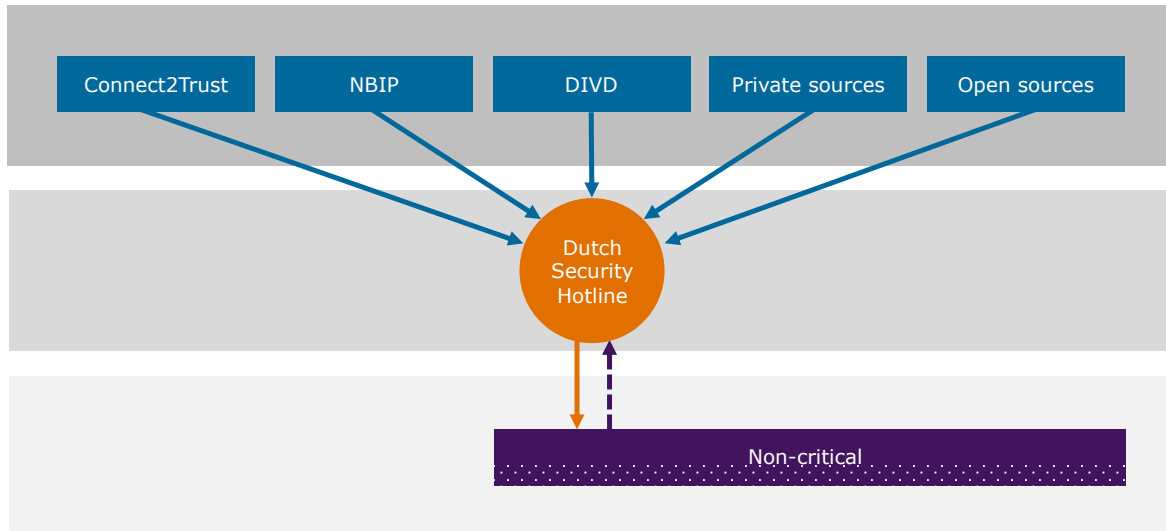 Connect2Trust
NBIP
DIVD
Private sources
Open sources
Dutch
Security
Hotline
Non-critical